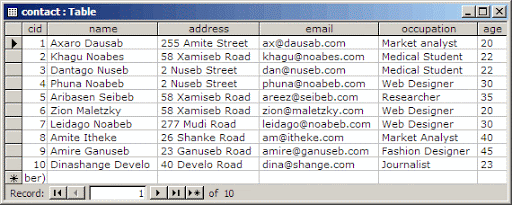 contact : Table
cid name address email occupation age
1 Axaro Dausab 255 Amite Street ax@dausab.com Market analyst 20
2 Khagu Noabes 58 Xamiseb Road khagu@noabes.com Medical Student 22
3 Dantago Nuseb 2 Nuseb Street dan@nuseb.com Medical Student 22
4 Phuna Noabeb 2 Nuseb Street phuna@noabeb.com Web Designer 30
5 Aribasen Seibeb 58 Xamiseb Road areez@seibeb.com Researcher 35
6 Zion Maletzky 58 Xamiseb Road zion@maletzky.com Web Designer 20
7 Leidago Noabeb 277 Mudi Road leidago@noabeb.com Web Designer 30
8 Amite Itheke 26 Shanke Road am@itheke.com Market Analyst 40
9 Amire Ganuseb 23 Ganuseb Road amire@ganuseb.com Fashion Designer 45
10 Dinashange Develo 40 Develo Road dina@shange.com Journalist 23
ber)
Record: 1 of 10